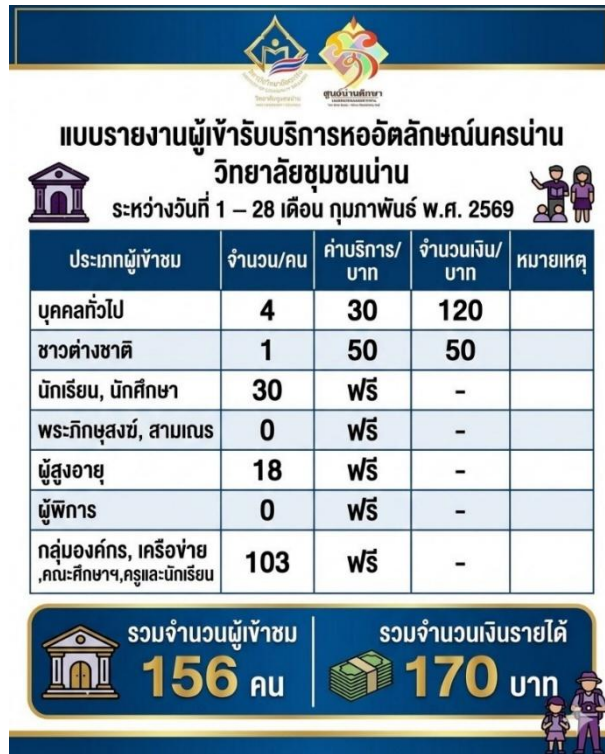 วิทยาลัยชุมชนน่าน
ศูนย์น่านศึกษา
แบบรายงานผู้เข้ารับบริการหออัตลักษณ์นครน่าน
วิทยาลัยชุมชนน่าน
ระหว่างวันที่ 1 – 28 เดือน กุมภาพันธ์ พ.ศ. 2569
ประเภทผู้เข้าชม จำนวน/คน ค่าบริการ/บาท จำนวนเงิน/บาท หมายเหตุ
บุคคลทั่วไป 4 30 120
ชาวต่างชาติ 1 50 50
นักเรียน, นักศึกษา 30 ฟรี -
พระภิกษุสงฆ์, สามเณร 0 ฟรี -
ผู้สูงอายุ 18 ฟรี -
ผู้พิการ 0 ฟรี -
กลุ่มองค์กร, เครือข่าย
,คณะศึกษาฯ,ครูและนักเรียน 103 ฟรี -
รวมจำนวนผู้เข้าชม
156 คน
รวมจำนวนเงินรายได้
170 บาท